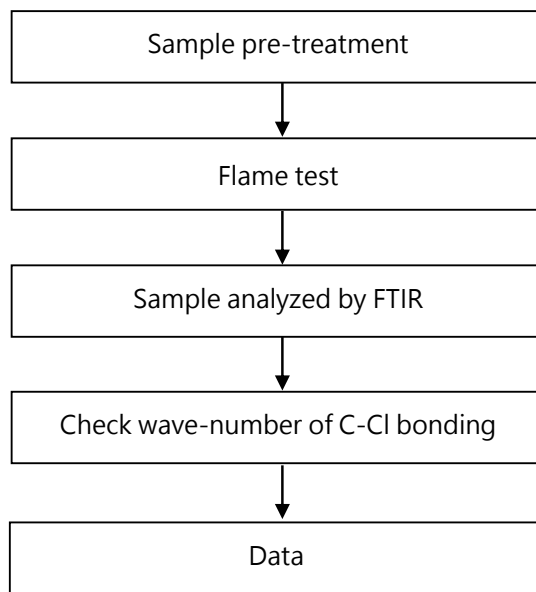 Sample pre-treatment
Flame test
Sample analyzed by FTIR
Check wave-number of C-Cl bonding
Data